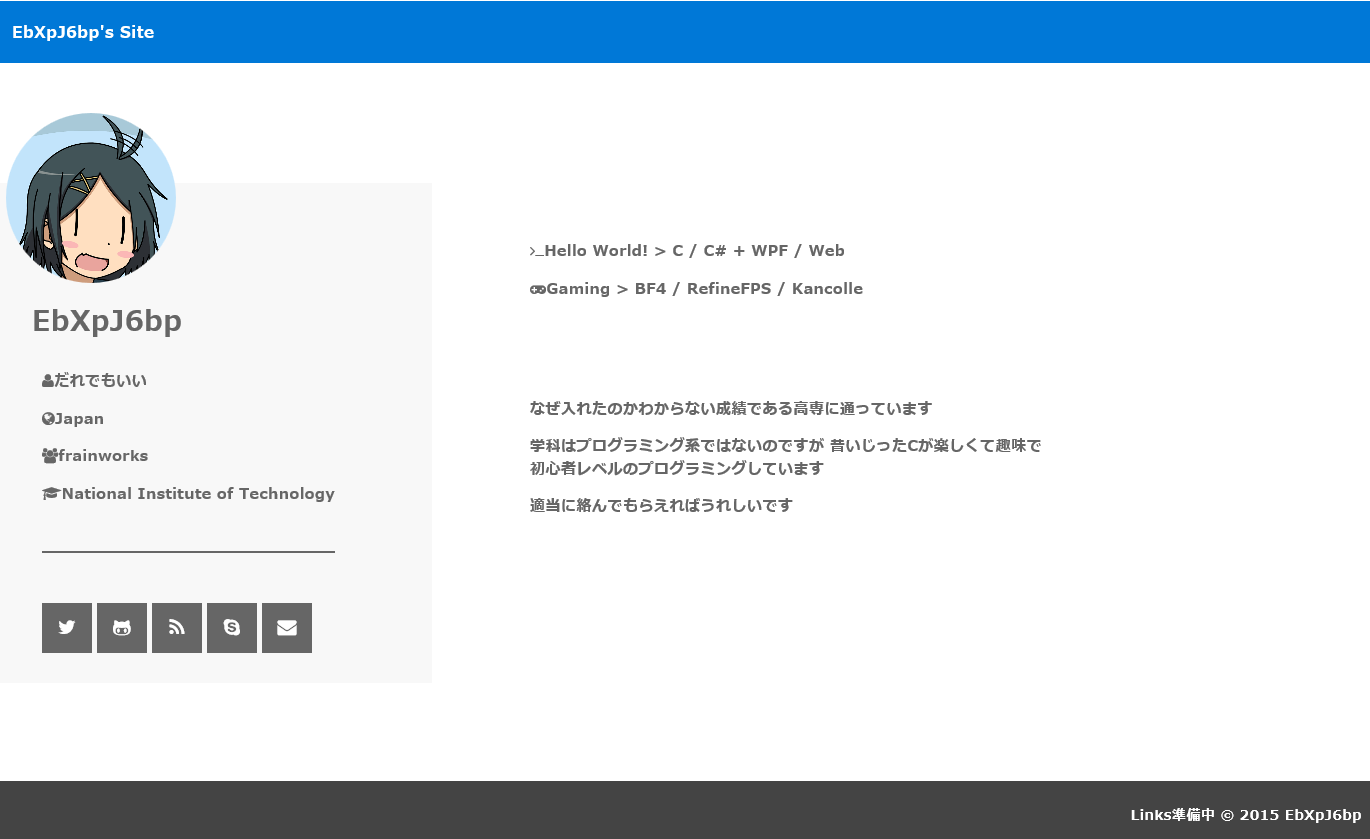 EbXpJ6bp's Site
EbXpJ6bp
だれでもいい
Japan
frainworks
National Institute of Technology
>_Hello World! > C / C# + WPF / Web
Gaming > BF4 / RefineFPS / Kancolle
なぜ入れたのかわからない成績である高専に通っています
学科はプログラミング系ではないのですが 昔いじったCが楽しくて趣味で
初心者レベルのプログラミングしています
適当に絡んでもらえればうれしいです
Links準備中 © 2015 EbXpJ6bp